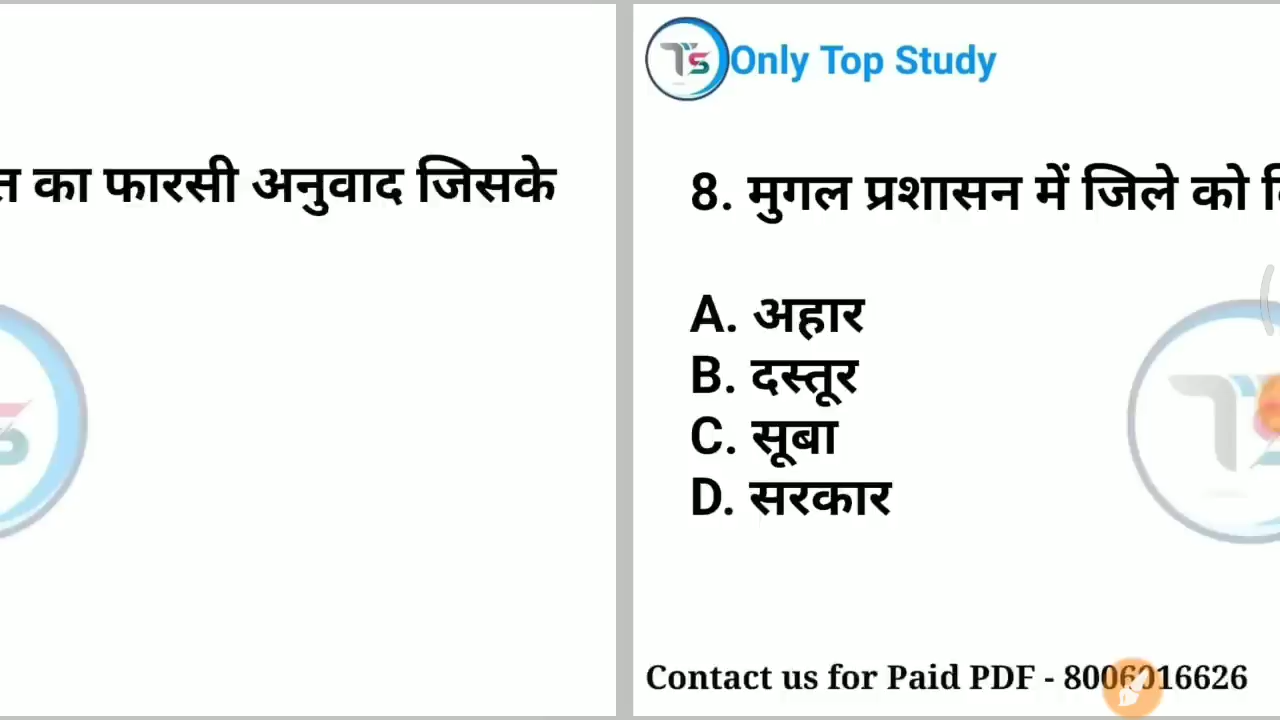 का फारसी अनुवाद जिसके
TS Only Top Study
8. मुगल प्रशासन में जिले को
A. अहार
B. दस्तूर
C. सूबा
D. सरकार
Contact us for Paid PDF - 8006016626